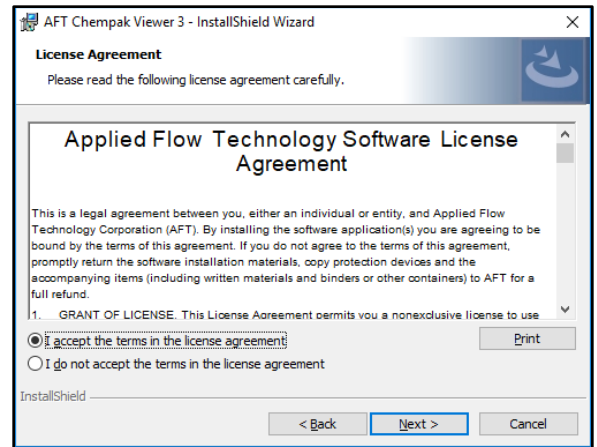 AFT Chempak Viewer 3 - InstallShield Wizard
License Agreement
Please read the following license agreement carefully.
Applied Flow Technology Software License
Agreement
This is a legal agreement between you, either an individual or entity, and Applied Flow
Technology Corporation (AFT). By installing the software application(s) you are agreeing to be
bound by the terms of this agreement. If you do not agree to the terms of this agreement,
promptly return the software installation materials, copy protection devices and the
accompanying items (including written materials and binders or other containers) to AFT for a
full refund.
1. GRANT OF LICENSE. This License Agreement permits you a nonexclusive license to use
I accept the terms in the license agreement
Print
I do not accept the terms in the license agreement
InstallShield
< Back
Next >
Cancel